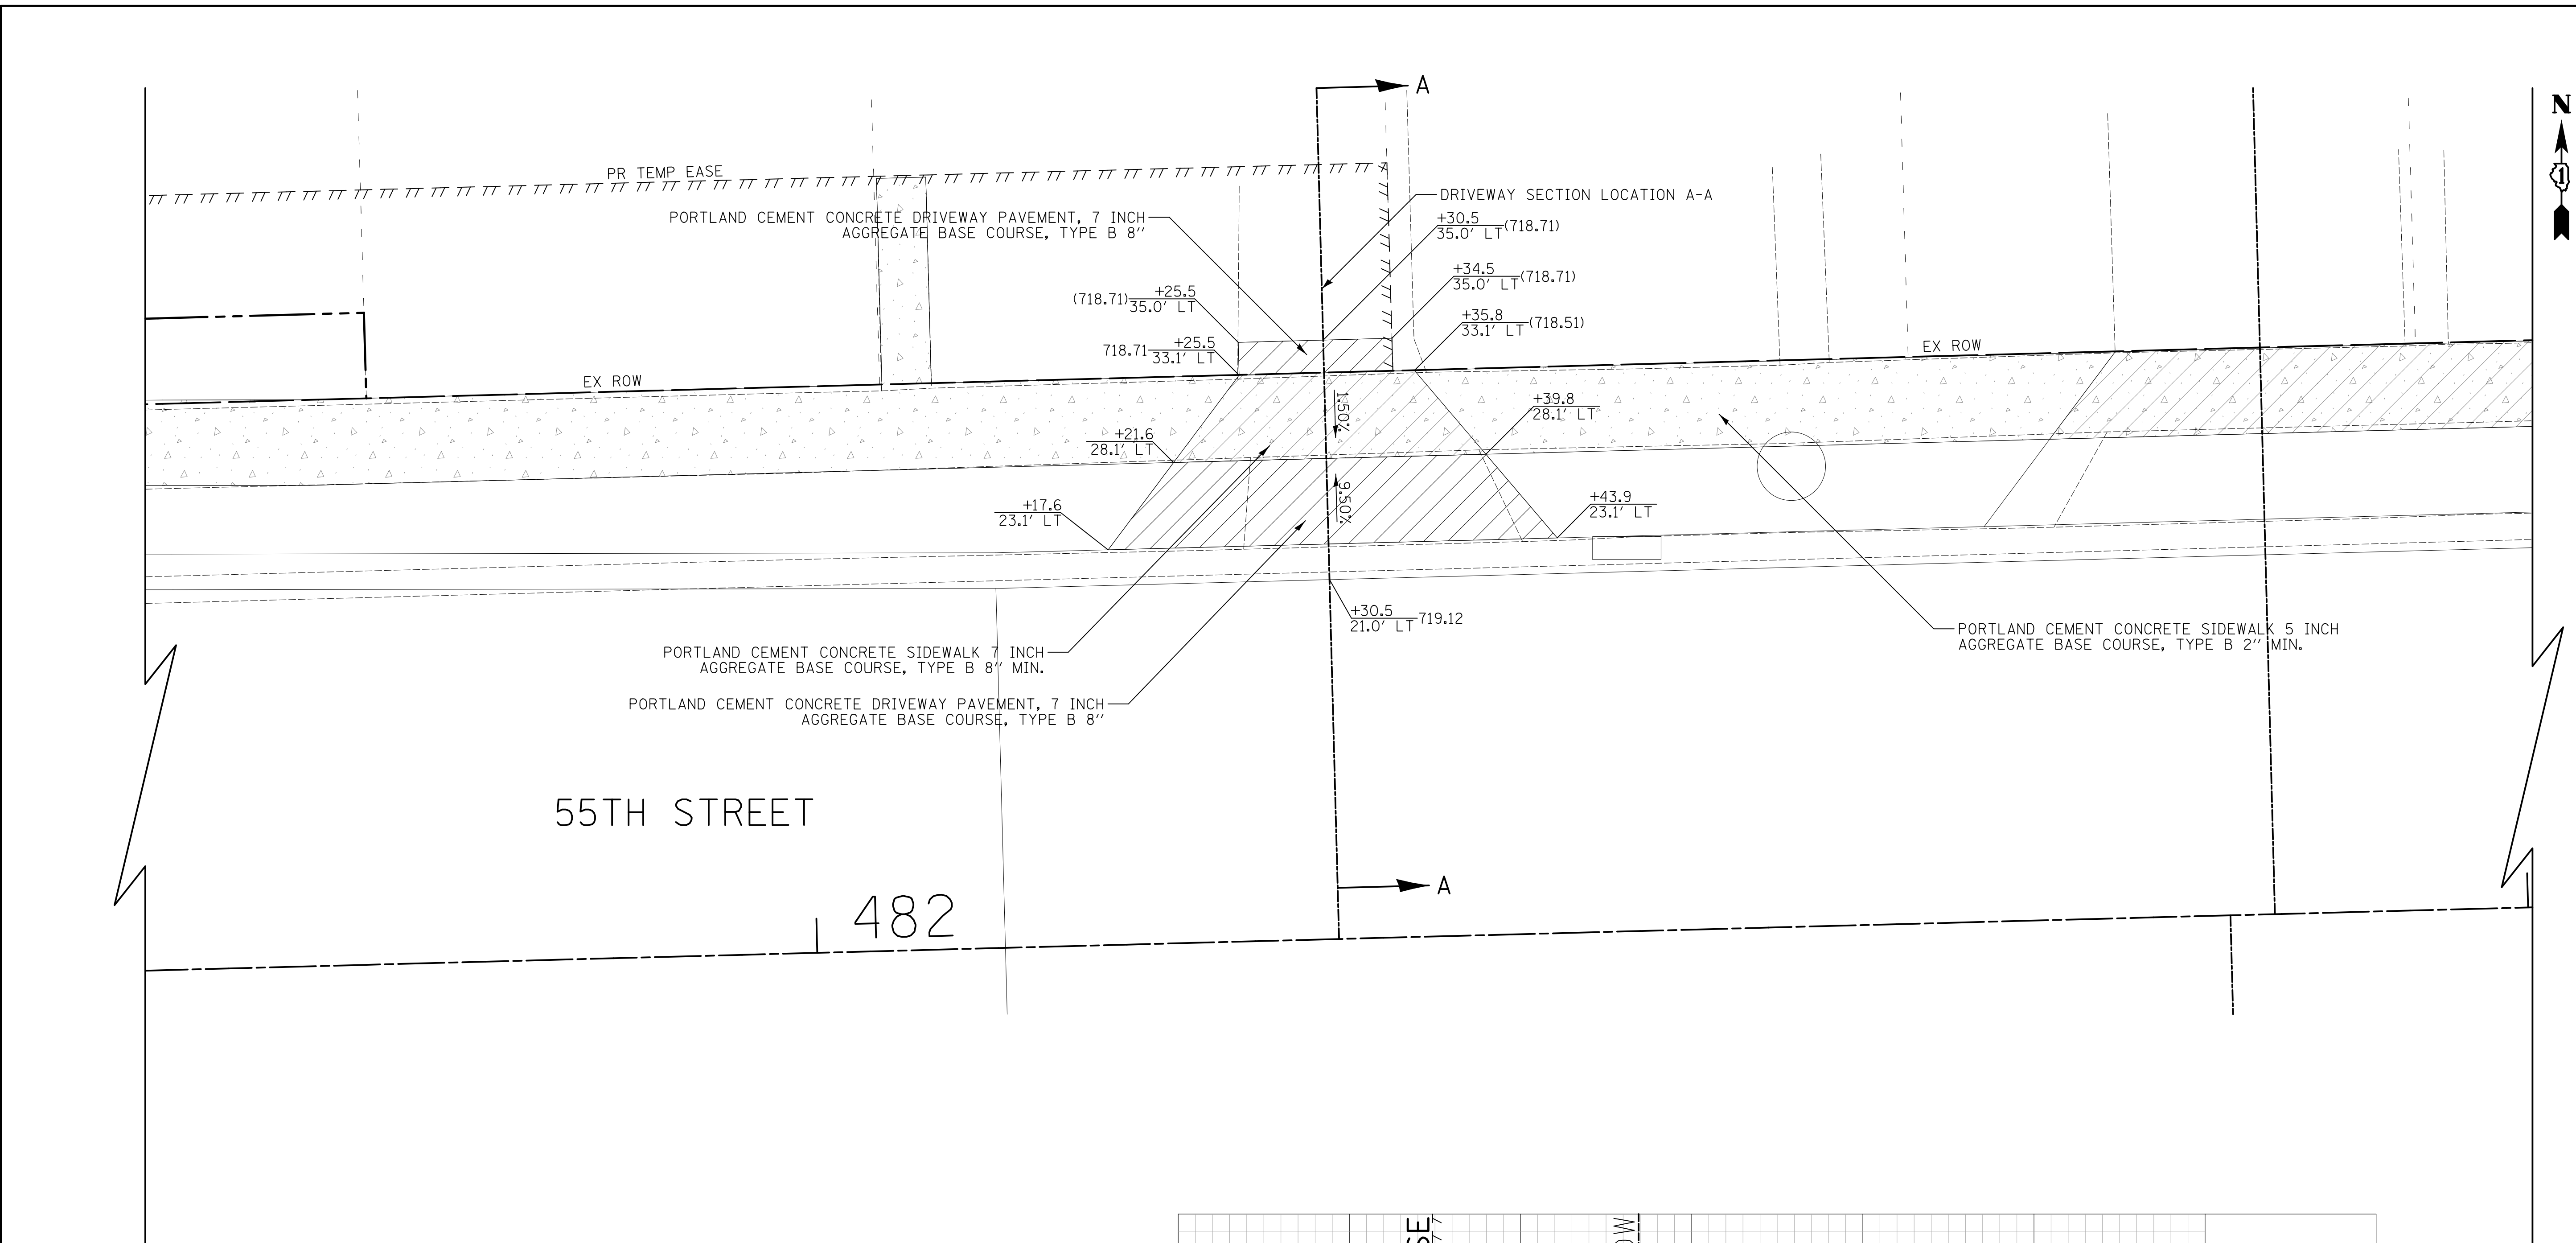 A
N
1
PR TEMP EASE
DRIVEWAY SECTION LOCATION A-A
PORTLAND CEMENT CONCRETE DRIVEWAY PAVEMENT, 7 INCH
AGGREGATE BASE COURSE, TYPE B 8"
+30.5
35.0' LT (718.71)
+34.5
35.0' LT (718.71)
(718.71) +25.5
35.0' LT
+35.8
33.1' LT (718.51)
718.71 +25.5
33.1' LT
EX ROW
EX ROW
1.50%
+39.8
28.1' LT
+21.6
28.1' LT
9.50%
+17.6
23.1' LT
+43.9
23.1' LT
+30.5
21.0' LT 719.12
PORTLAND CEMENT CONCRETE SIDEWALK 5 INCH
AGGREGATE BASE COURSE, TYPE B 2" MIN.
PORTLAND CEMENT CONCRETE SIDEWALK 7 INCH
AGGREGATE BASE COURSE, TYPE B 8" MIN.
PORTLAND CEMENT CONCRETE DRIVEWAY PAVEMENT, 7 INCH
AGGREGATE BASE COURSE, TYPE B 8"
55TH STREET
A
482